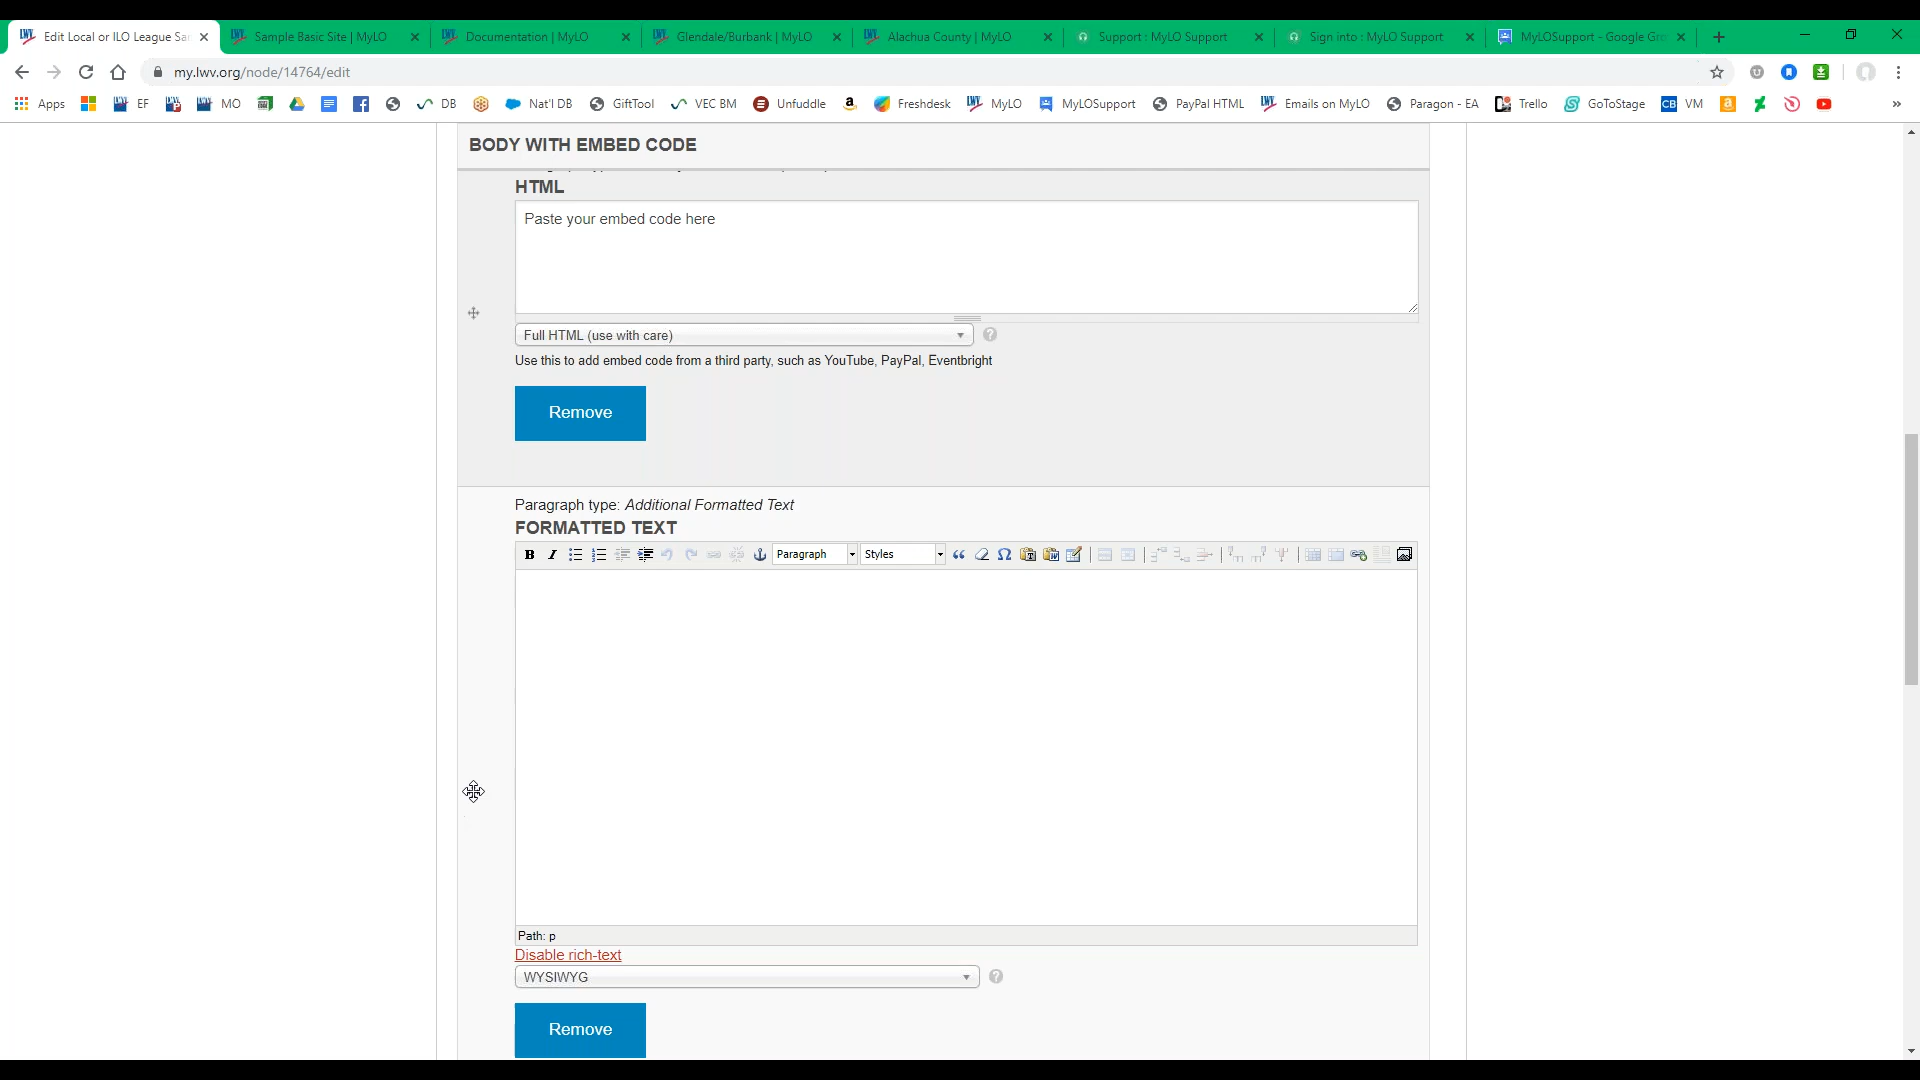 Edit Local or ILO League Sa
Sample Basic Site | MyLO
Documentation | MyLO
Glendale/Burbank | MyLO
Alachua County | MyLO
Support : MyLO Support
Sign into : MyLO Support
MyLOSupport - Google Gro
my.lwv.org/node/14764/edit
Apps
EF
MO
DB
Nat'l DB
GiftTool
VEC BM
Unfuddle
Freshdesk
MyLO
MyLOSupport
PayPal HTML
Emails on MyLO
Paragon - EA
Trello
GoToStage
CB VM
BODY WITH EMBED CODE
HTML
Paste your embed code here
Full HTML (use with care)
Use this to add embed code from a third party, such as YouTube, PayPal, Eventbright
Remove
Paragraph type: Additional Formatted Text
FORMATTED TEXT
B I Paragraph Styles
Path: p
Disable rich-text
WYSIWYG
Remove